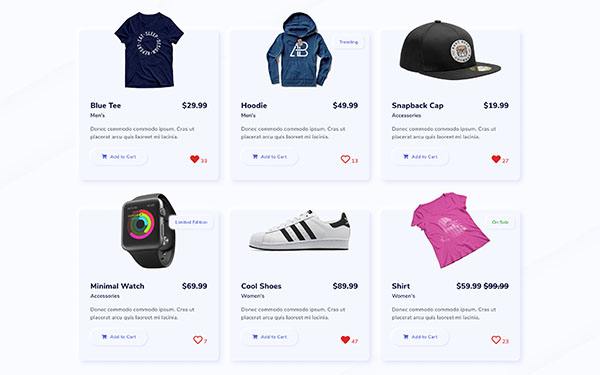 Trending
Blue Tee $29.99
Men's
Donec commodo commodo ipsum. Cras ut
placerat arcu quis laoreet mi lacinia.
Add to Cart
33
Hoodie $49.99
Men's
Donec commodo commodo ipsum. Cras ut
placerat arcu quis laoreet mi lacinia.
Add to Cart
13
Snapback Cap $19.99
Accessories
Donec commodo commodo ipsum. Cras ut
placerat arcu quis laoreet mi lacinia.
Add to Cart
27
Limited Edition
Minimal Watch $69.99
Accessories
Donec commodo commodo ipsum. Cras ut
placerat arcu quis laoreet mi lacinia.
Add to Cart
7
Cool Shoes $89.99
Women's
Donec commodo commodo ipsum. Cras ut
placerat arcu quis laoreet mi lacinia.
Add to Cart
47
On Sale
Shirt $59.99 $99.99
Women's
Donec commodo commodo ipsum. Cras ut
placerat arcu quis laoreet mi lacinia.
Add to Cart
23